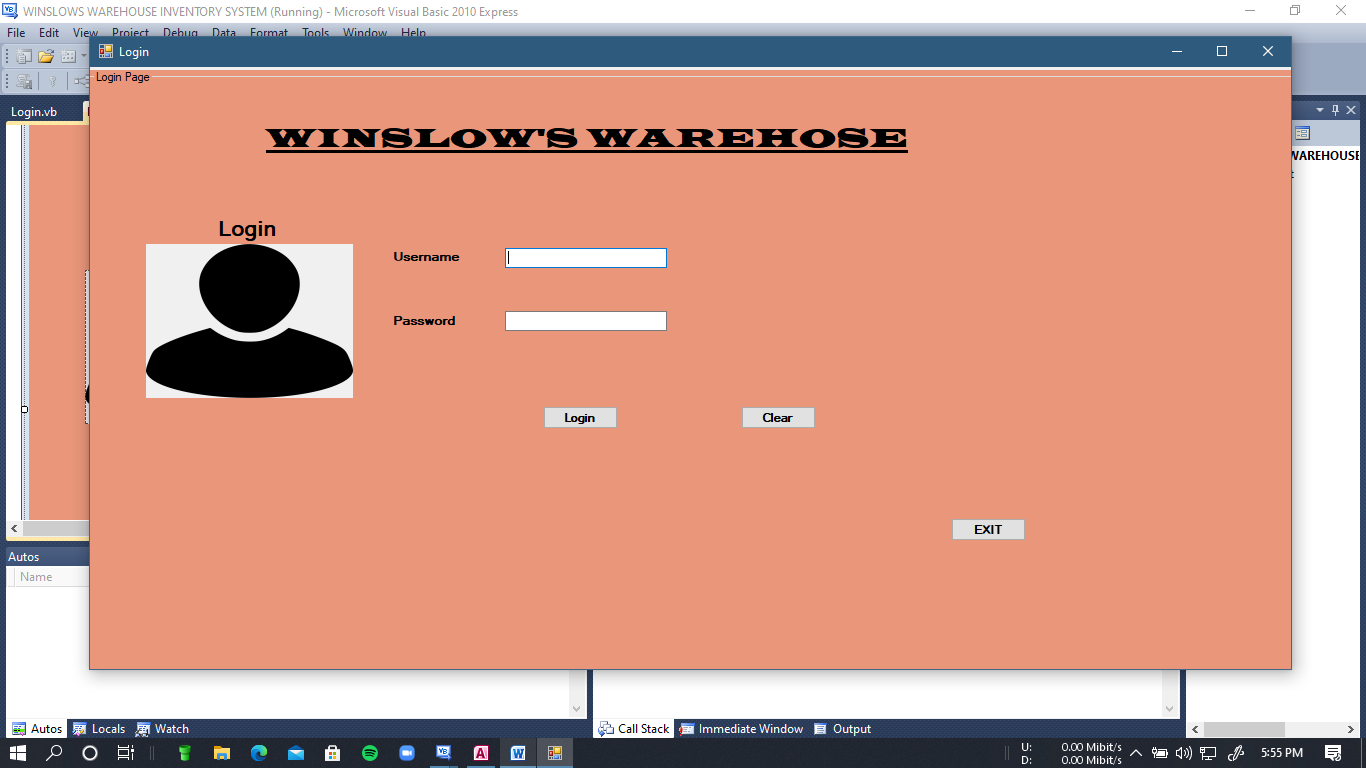 WINSLOWS WAREHOUSE INVENTORY SYSTEM (Running) - Microsoft Visual Basic 2010 Express
File Edit View Project Debug Data Format Tools Window Help
Login
Login Page
Login.vb
WINSLOW'S WAREHOSE
WAREHOUSE
Login
Username
Password
Login Clear
EXIT
Autos
Name
Autos Locals Watch Call Stack Immediate Window Output
U: 0.00 Mibit/s
D: 0.00 Mibit/s
5:55 PM